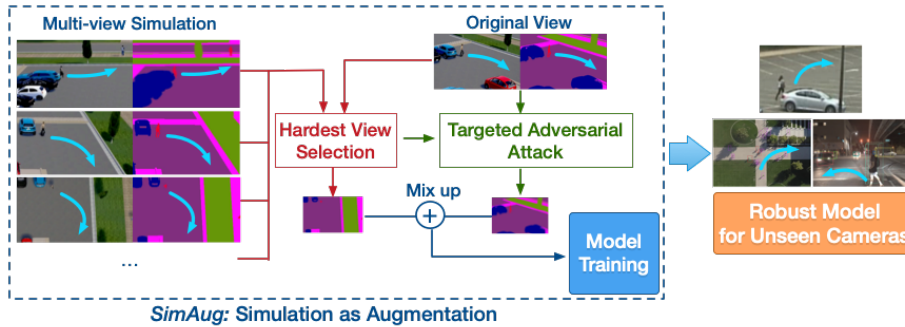 Multi-view Simulation
Original View
Hardest View
Selection
Targeted Adversarial
Attack
Mix up
Model
Training
...
SimAug: Simulation as Augmentation
Robust Model
for Unseen Cameras